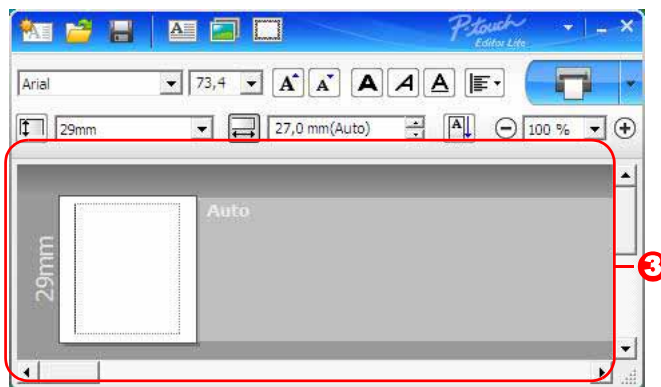 P-touch
Editor Lite
Arial 73,4 A A A A A
29mm 27,0 mm(Auto) A 100 %
Auto
29mm
3